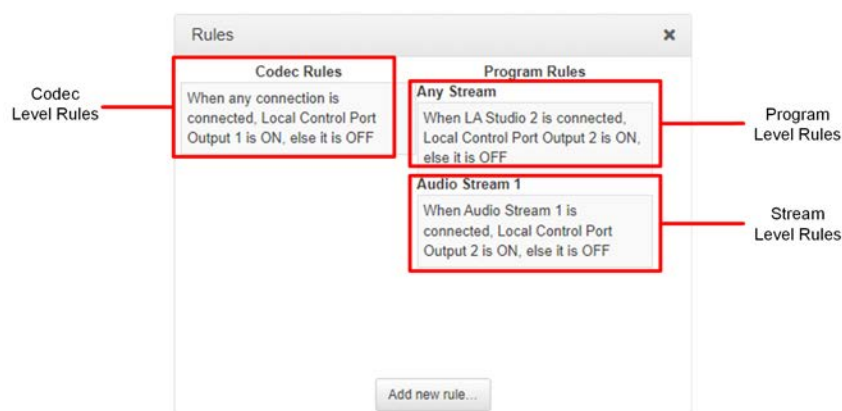 Rules
×
Codec Rules
When any connection is
connected, Local Control Port
Output 1 is ON, else it is OFF
Program Rules
Any Stream
When LA Studio 2 is connected,
Local Control Port Output 2 is ON,
else it is OFF
Audio Stream 1
When Audio Stream 1 is
connected, Local Control Port
Output 2 is ON, else it is OFF
Add new rule...
Codec
Level Rules
Program
Level Rules
Stream
Level Rules